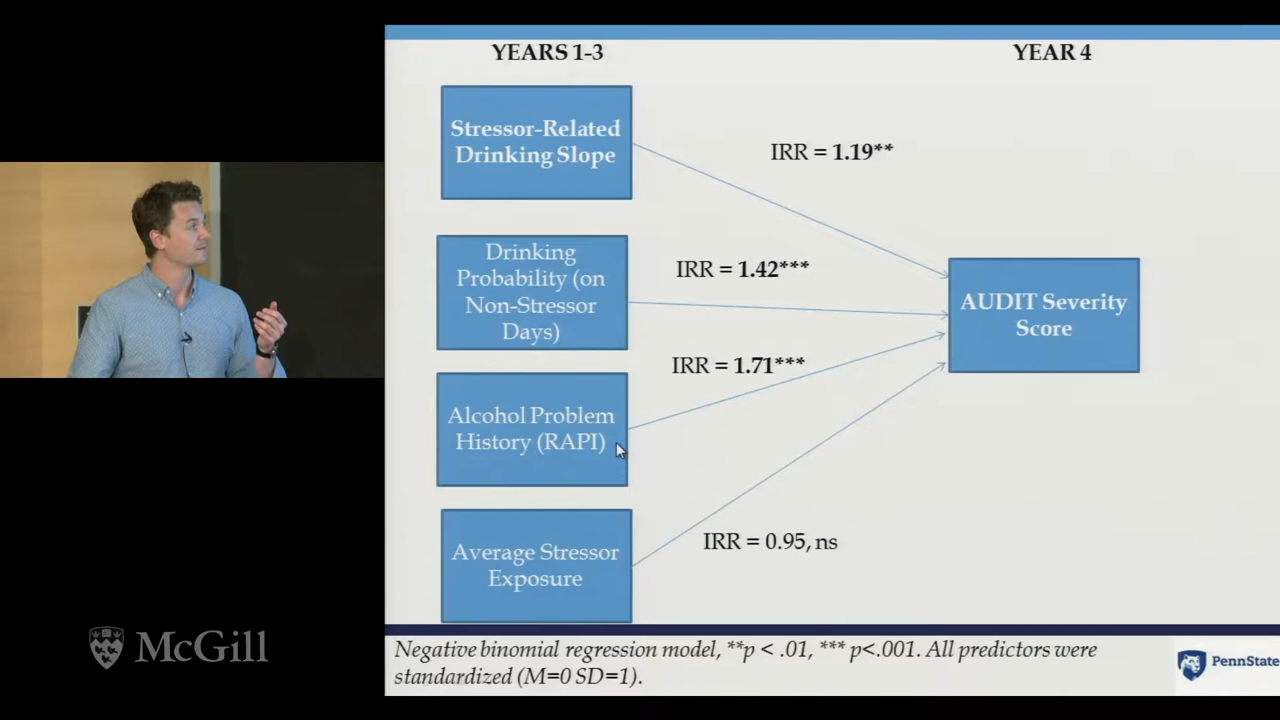 YEARS 1-3
YEAR 4
Stressor-Related
Drinking Slope
IRR = 1.19**
Drinking
Probability (on
Non-Stressor
Days)
IRR = 1.42***
AUDIT Severity
Score
IRR = 1.71***
Alcohol Problem
History (RAPI)
Average Stressor
Exposure
IRR = 0.95, ns
McGill
Negative binomial regression model, **p < .01, *** p<.001. All predictors were
standardized (M=0 SD=1).
PennState